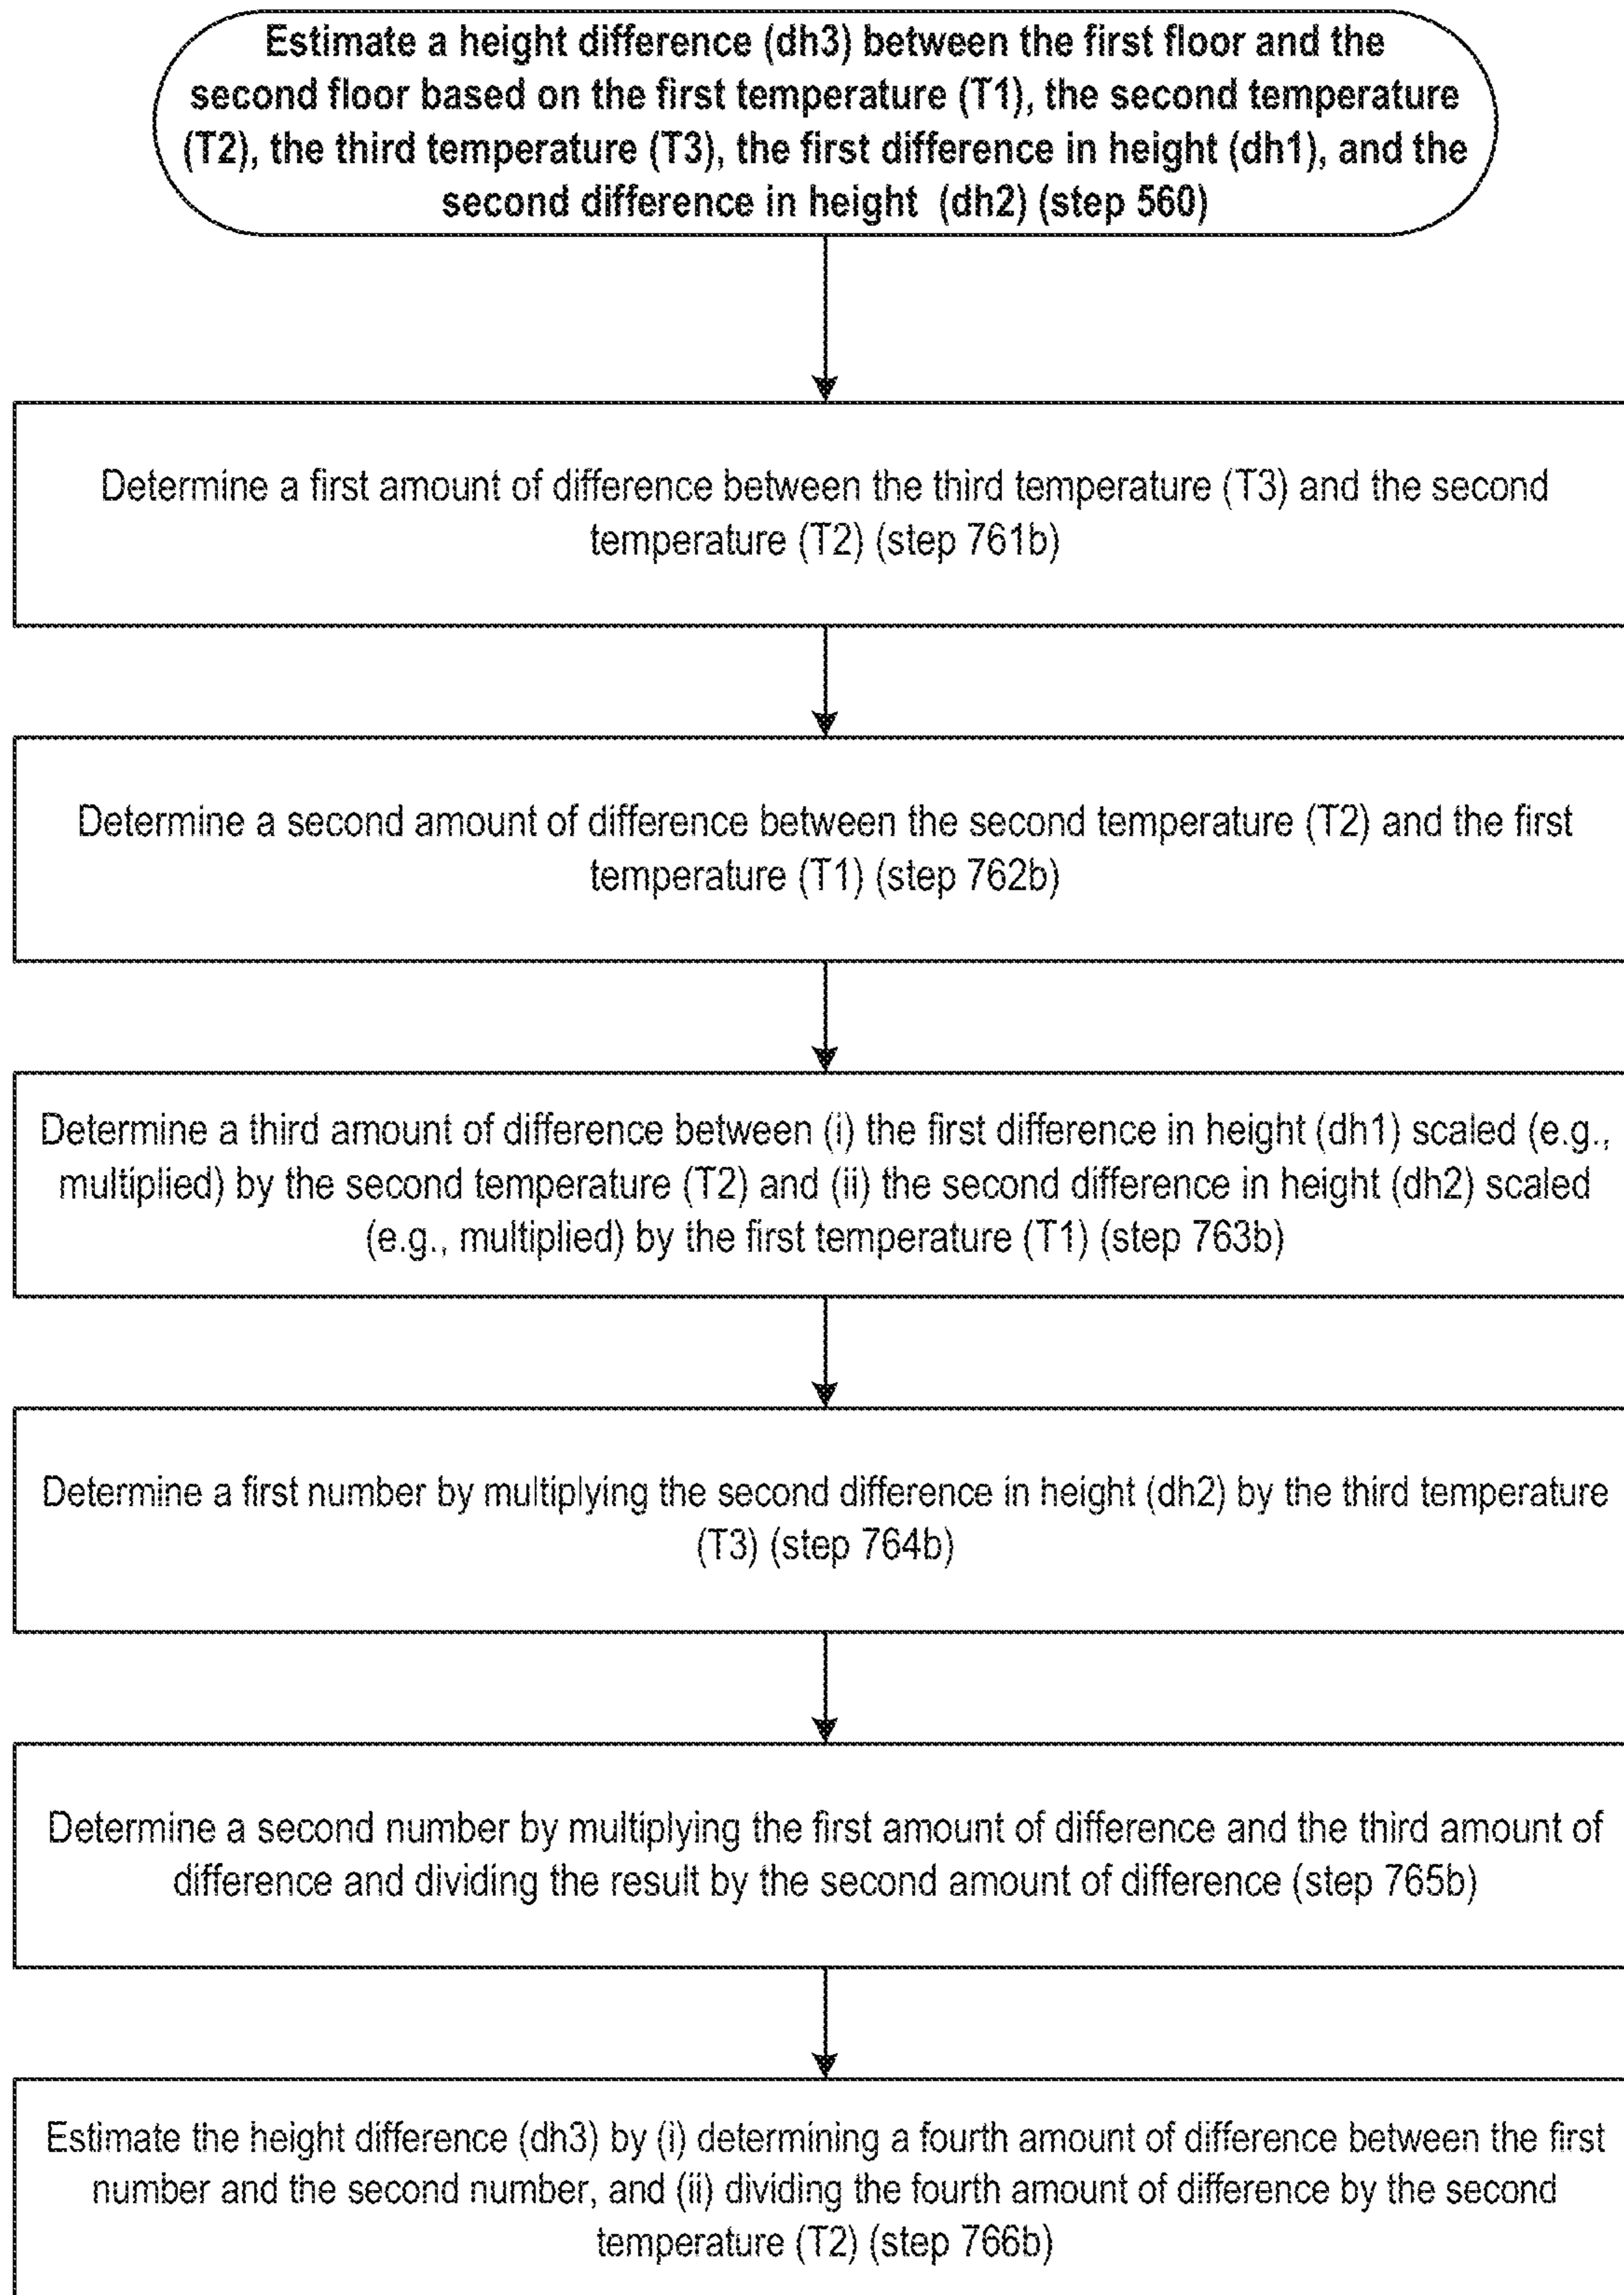 Estimate a height difference (dh3) between the first floor and the
second floor based on the first temperature (T1), the second temperature
(T2), the third temperature (T3), the first difference in height (dh1), and the
second difference in height (dh2) (step 560)
Determine a first amount of difference between the third temperature (T3) and the second
temperature (T2) (step 761b)
Determine a second amount of difference between the second temperature (T2) and the first
temperature (T1) (step 762b)
Determine a third amount of difference between (i) the first difference in height (dh1) scaled (e.g.,
multiplied) by the second temperature (T2) and (ii) the second difference in height (dh2) scaled
(e.g., multiplied) by the first temperature (T1) (step 763b)
Determine a first number by multiplying the second difference in height (dh2) by the third temperature
(T3) (step 764b)
Determine a second number by multiplying the first amount of difference and the third amount of
difference and dividing the result by the second amount of difference (step 765b)
Estimate the height difference (dh3) by (i) determining a fourth amount of difference between the first
number and the second number, and (ii) dividing the fourth amount of difference by the second
temperature (T2) (step 766b)